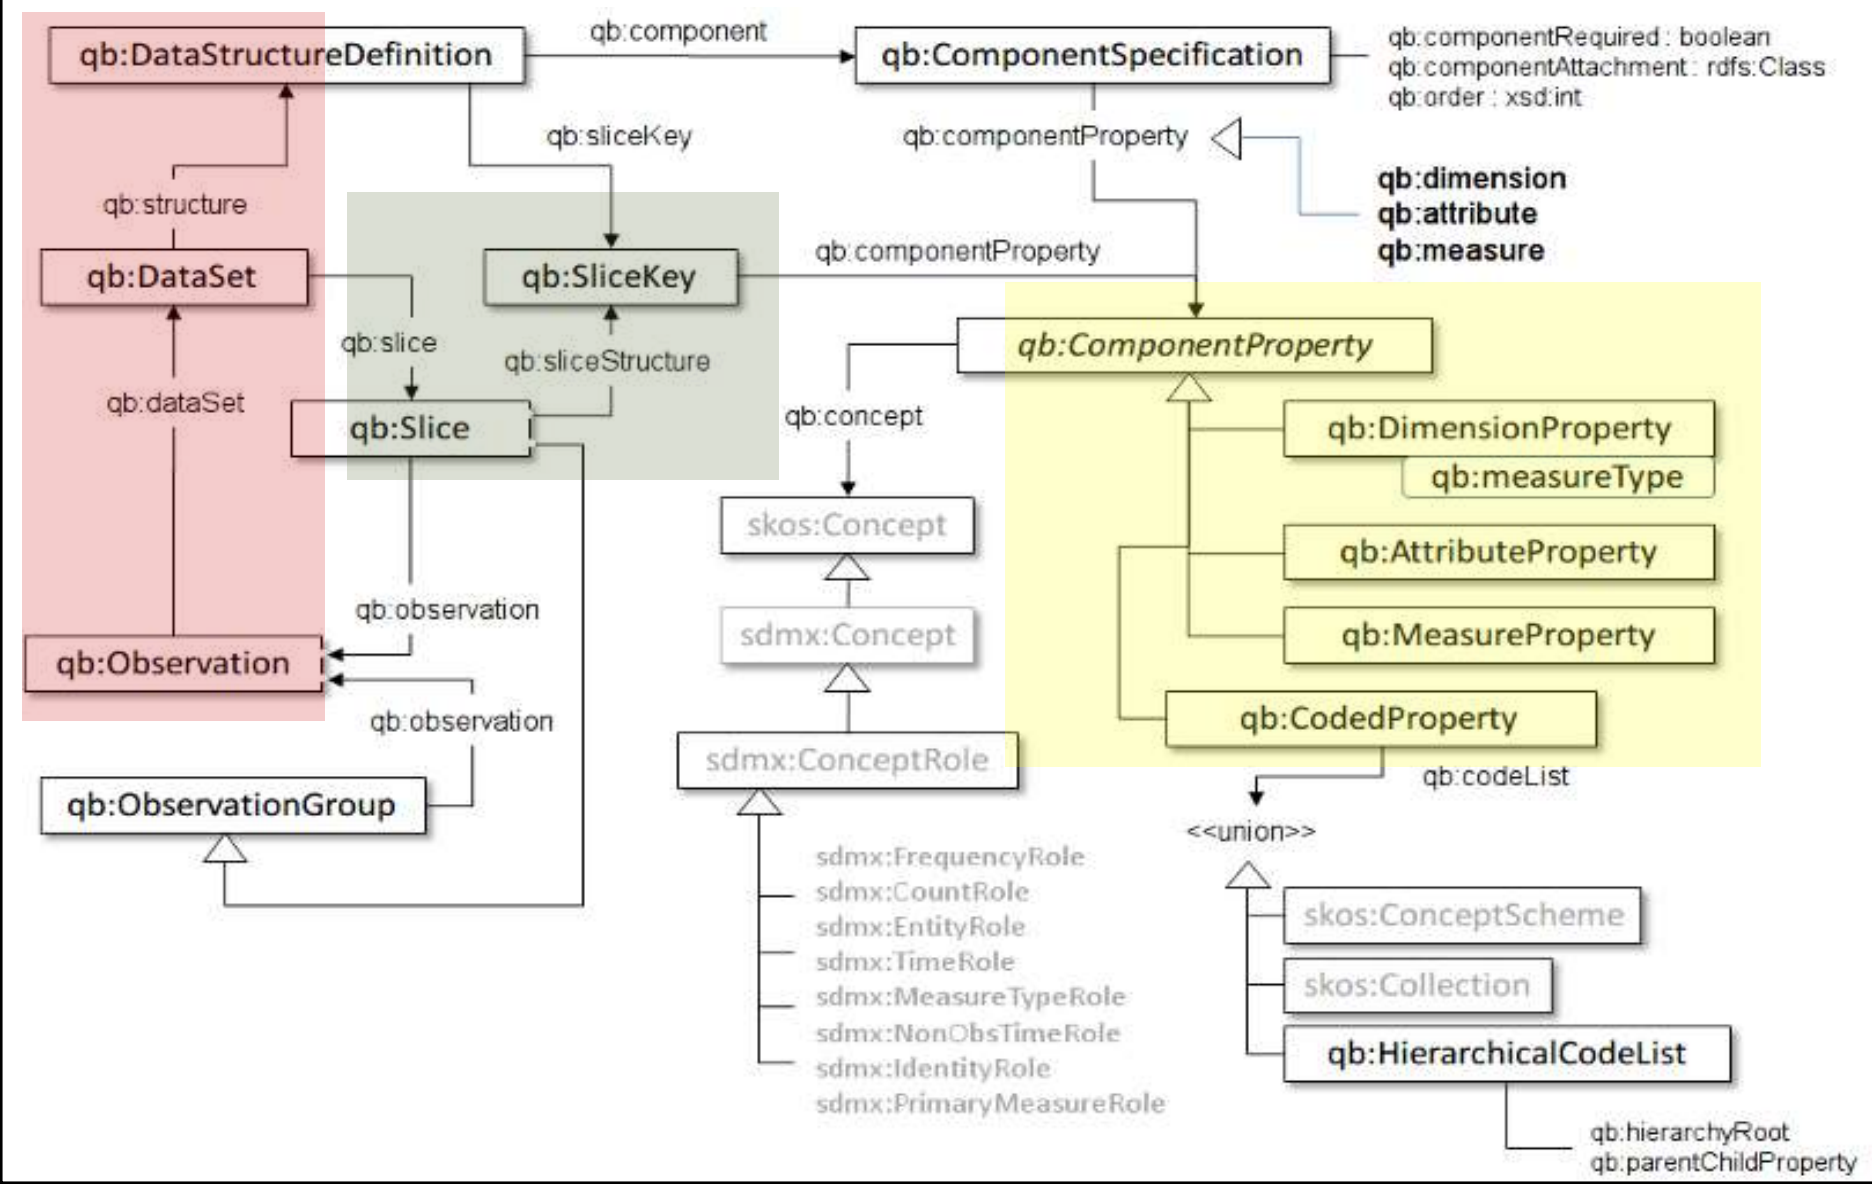 qb:DataStructureDefinition
qb:component
qb:ComponentSpecification
qb:componentRequired : boolean
qb:componentAttachment : rdfs:Class
qb:order : xsd:int
qb:sliceKey
qb:componentProperty
qb:dimension
qb:attribute
qb:measure
qb:structure
qb:DataSet
qb:SliceKey
qb:componentProperty
qb:slice
qb:sliceStructure
qb:ComponentProperty
qb:dataSet
qb:Slice
qb:concept
qb:DimensionProperty
qb:measureType
skos:Concept
qb:AttributeProperty
qb:observation
sdmx:Concept
qb:MeasureProperty
qb:Observation
qb:observation
qb:CodedProperty
sdmx:ConceptRole
qb:codeList
qb:ObservationGroup
<<union>>
sdmx:FrequencyRole
sdmx:CountRole
sdmx:EntityRole
sdmx:TimeRole
sdmx:MeasureTypeRole
sdmx:NonObsTimeRole
sdmx:IdentityRole
sdmx:PrimaryMeasureRole
skos:ConceptScheme
skos:Collection
qb:HierarchicalCodeList
qb:hierarchyRoot
qb:parentChildProperty